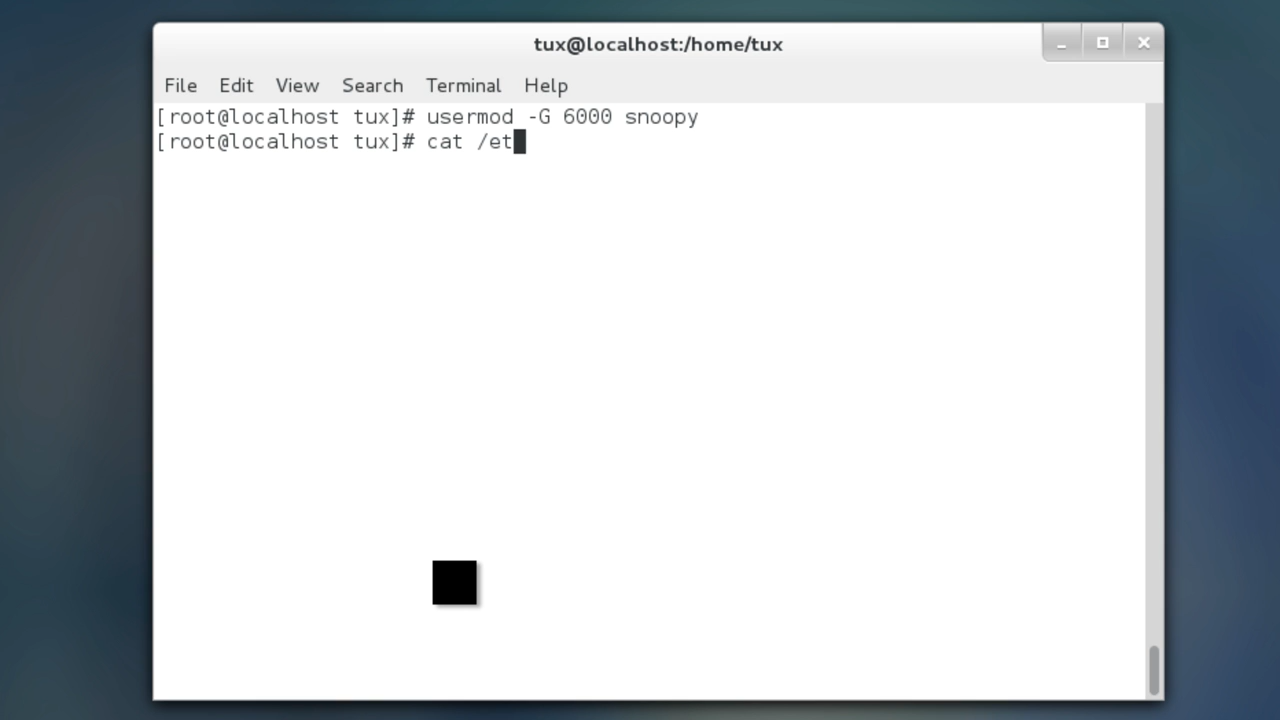 tux@localhost:/home/tux
File Edit View Search Terminal Help
[root@localhost tux]# usermod -G 6000 snoopy
[root@localhost tux]# cat /et